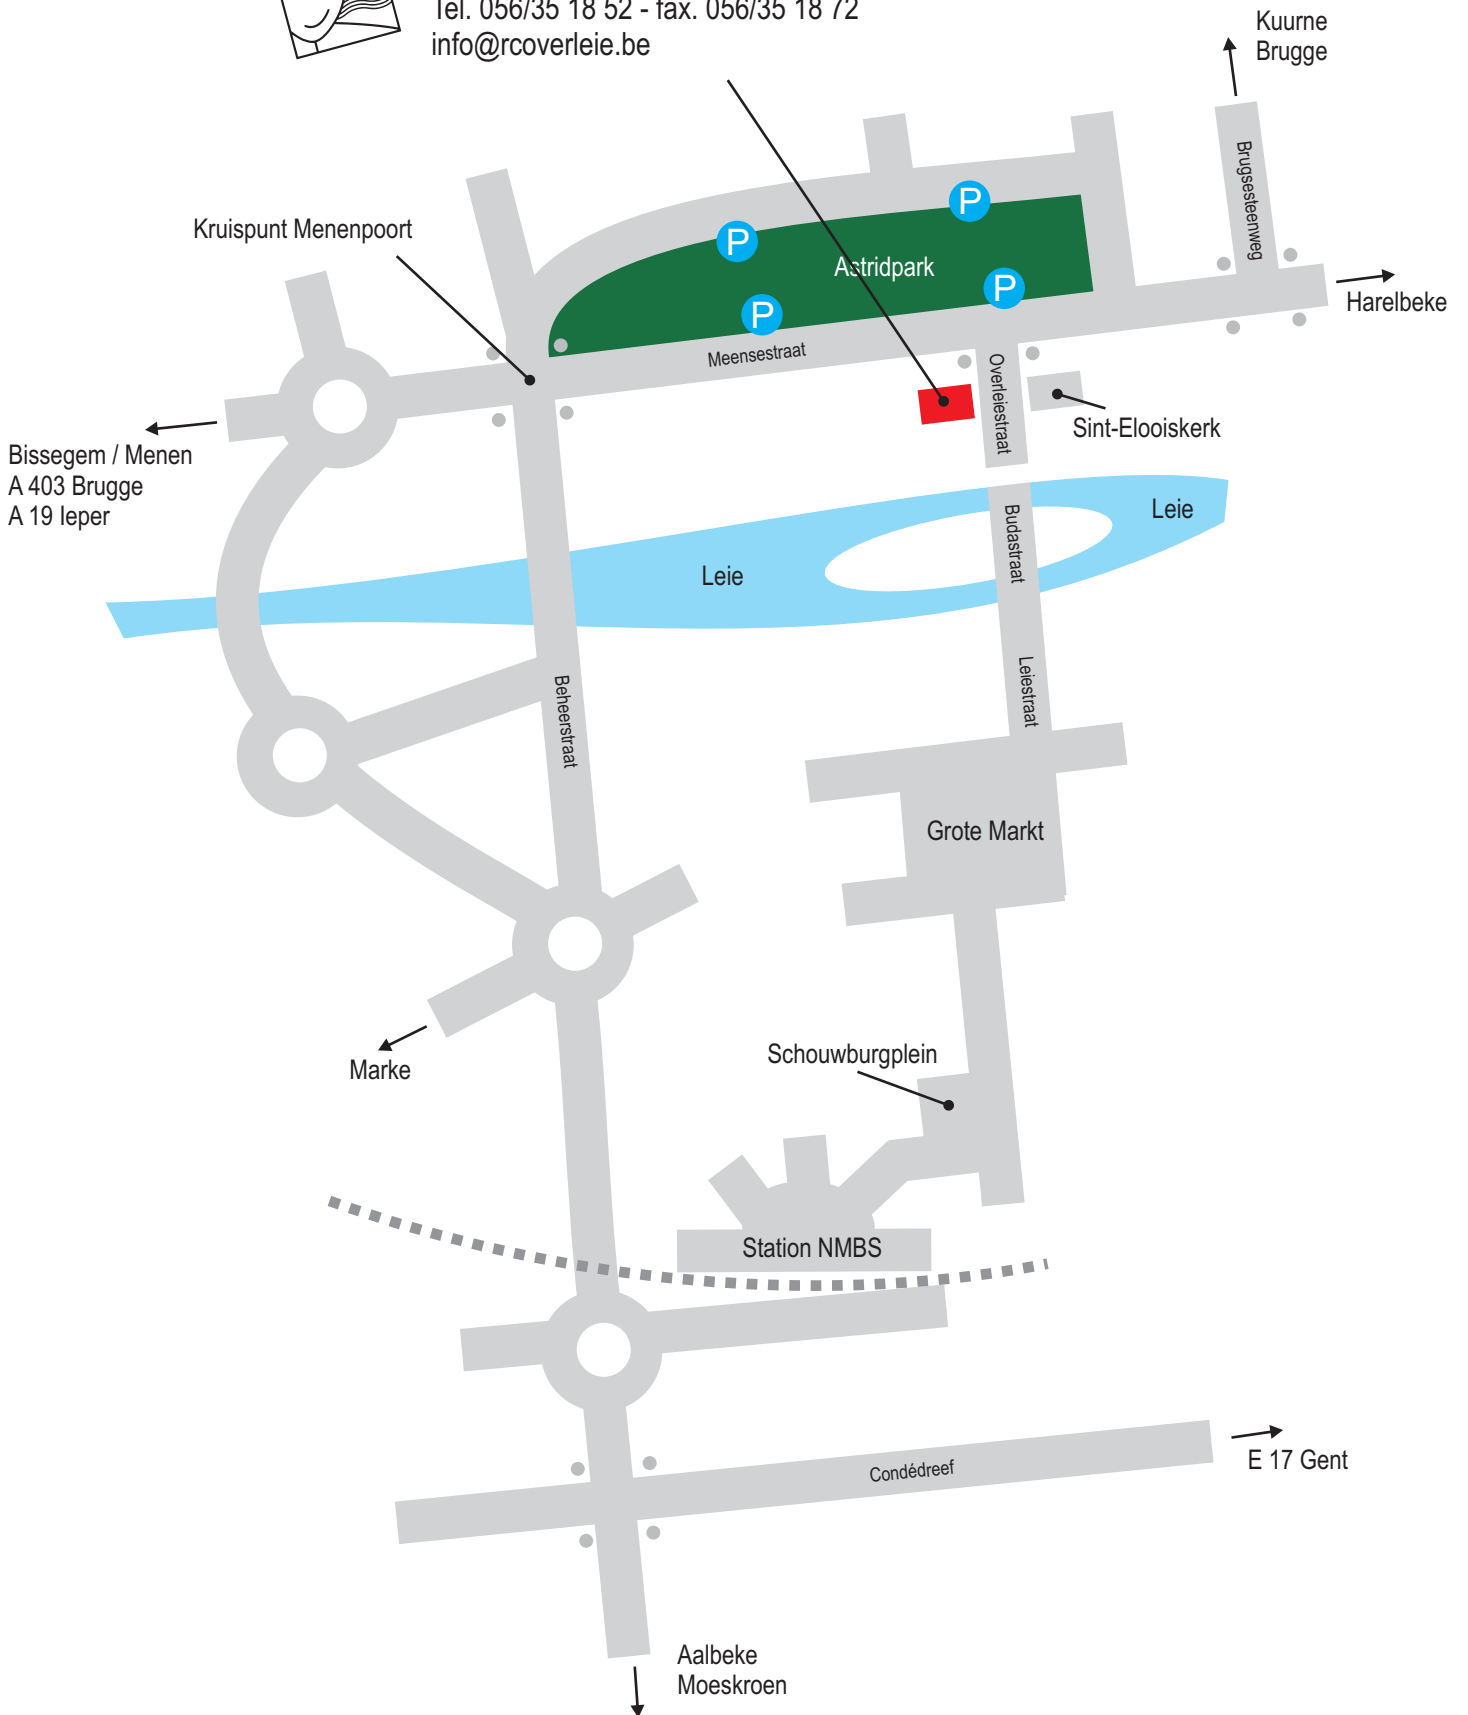 Tel. 056/35 18 52 - fax. 056/35 18 72
info@rcoverleie.be
Kuurne
Brugge
Brugsesteenweg
Kruispunt Menenpoort
P
P
Astridpark
P
P
Harelbeke
Meensestraat
Overleiestraat
Sint-Elooiskerk
Bissegem / Menen
A 403 Brugge
A 19 Ieper
Leie
Budastraat
Leie
Leiestraat
Beheerstraat
Grote Markt
Schouwburgplein
Marke
Station NMBS
E 17 Gent
Condédreef
Aalbeke
Moeskroen